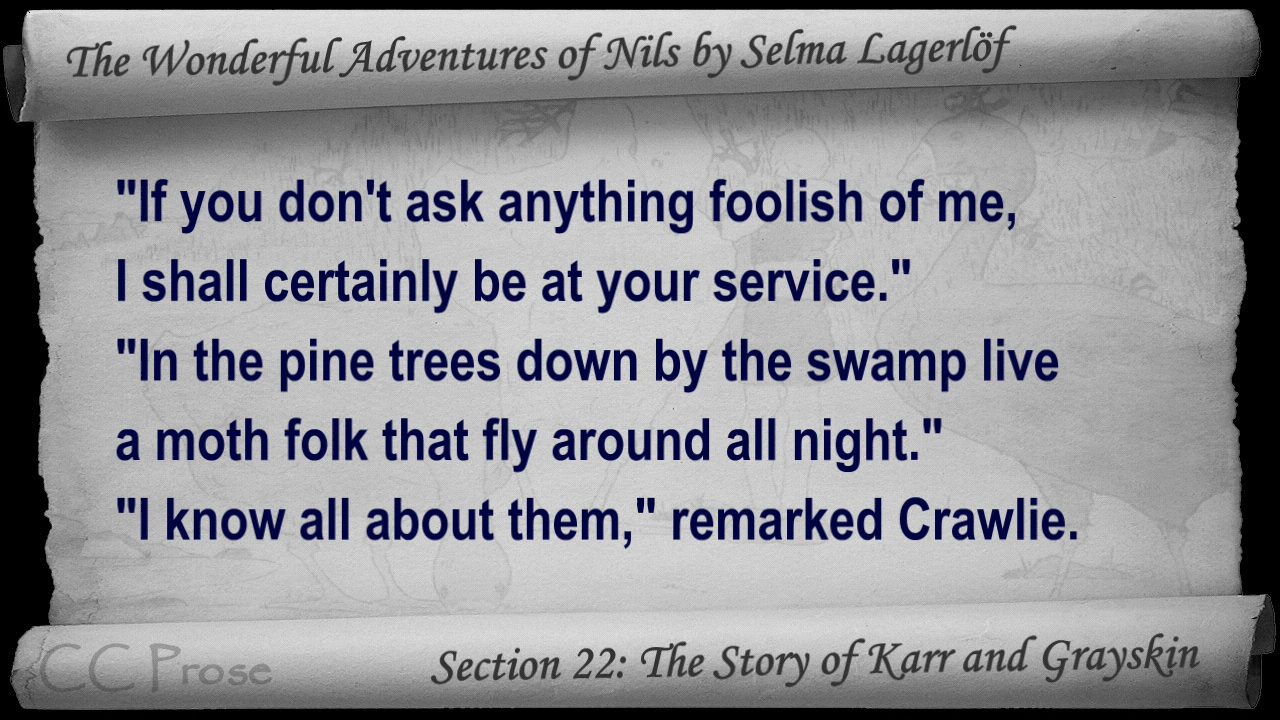 The Wonderful Adventures of Nils by Selma Lagerlöf
"If you don't ask anything foolish of me,
I shall certainly be at your service."
"In the pine trees down by the swamp live
a moth folk that fly around all night."
"I know all about them," remarked Crawlie.
CC Prose
Section 22: The Story of Karr and Grayskin